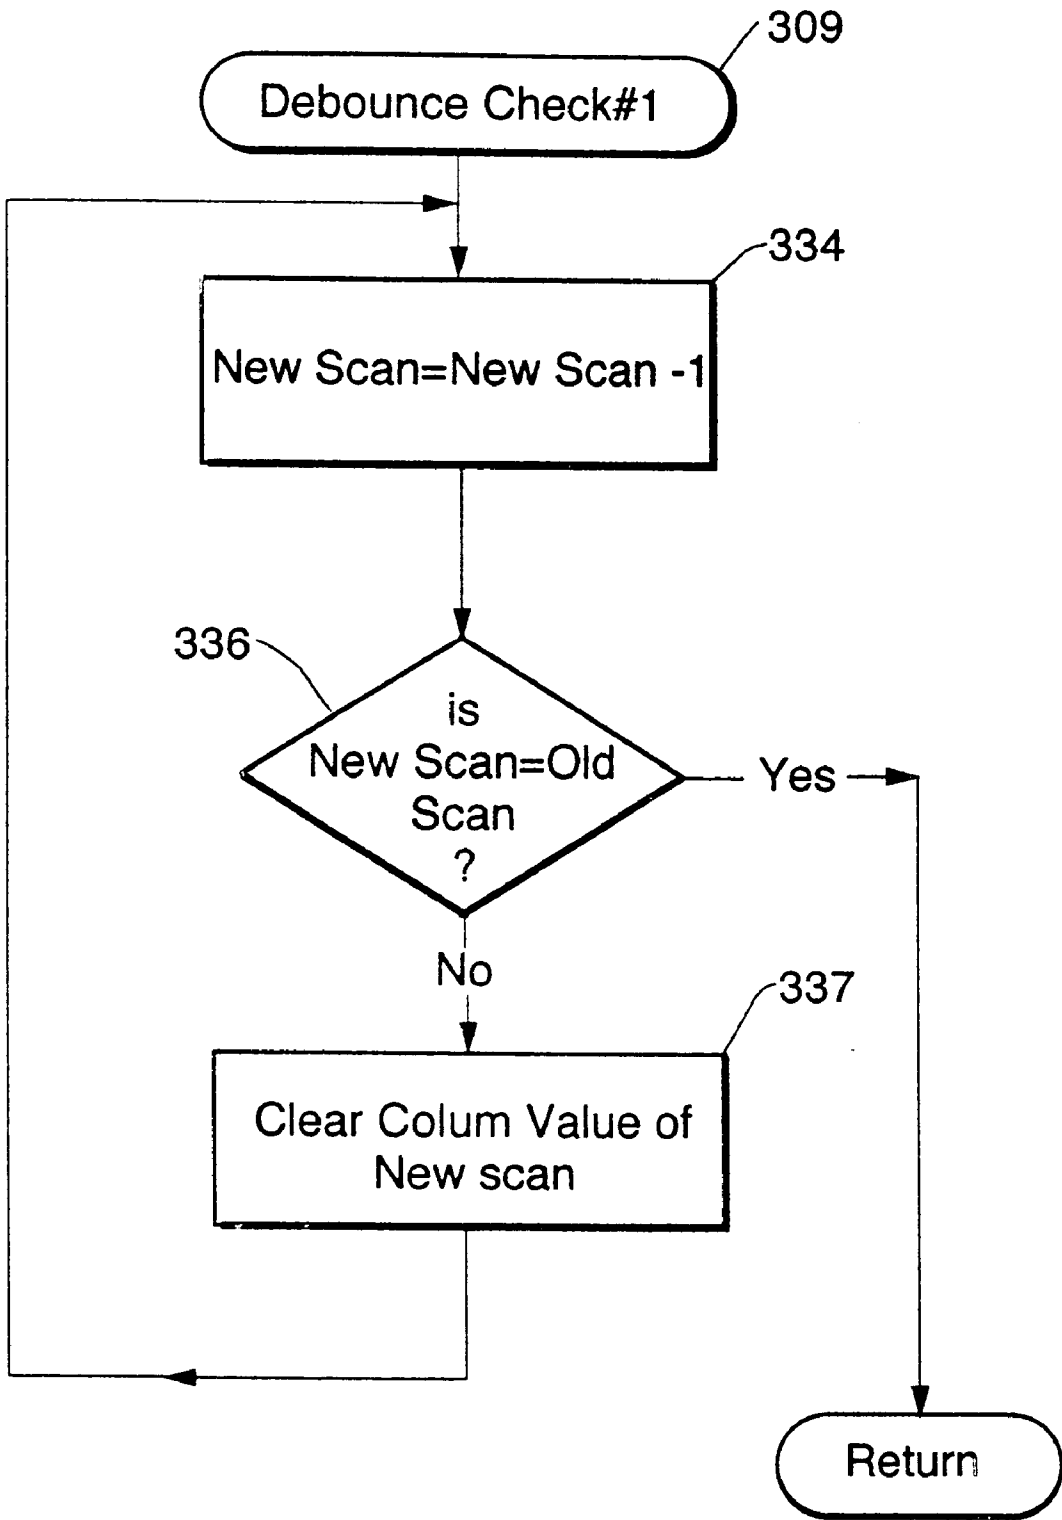 309
Debounce Check#1
334
New Scan=New Scan -1
336
is
New Scan=Old
Scan
?
Yes
No
337
Clear Colum Value of
New scan
Return